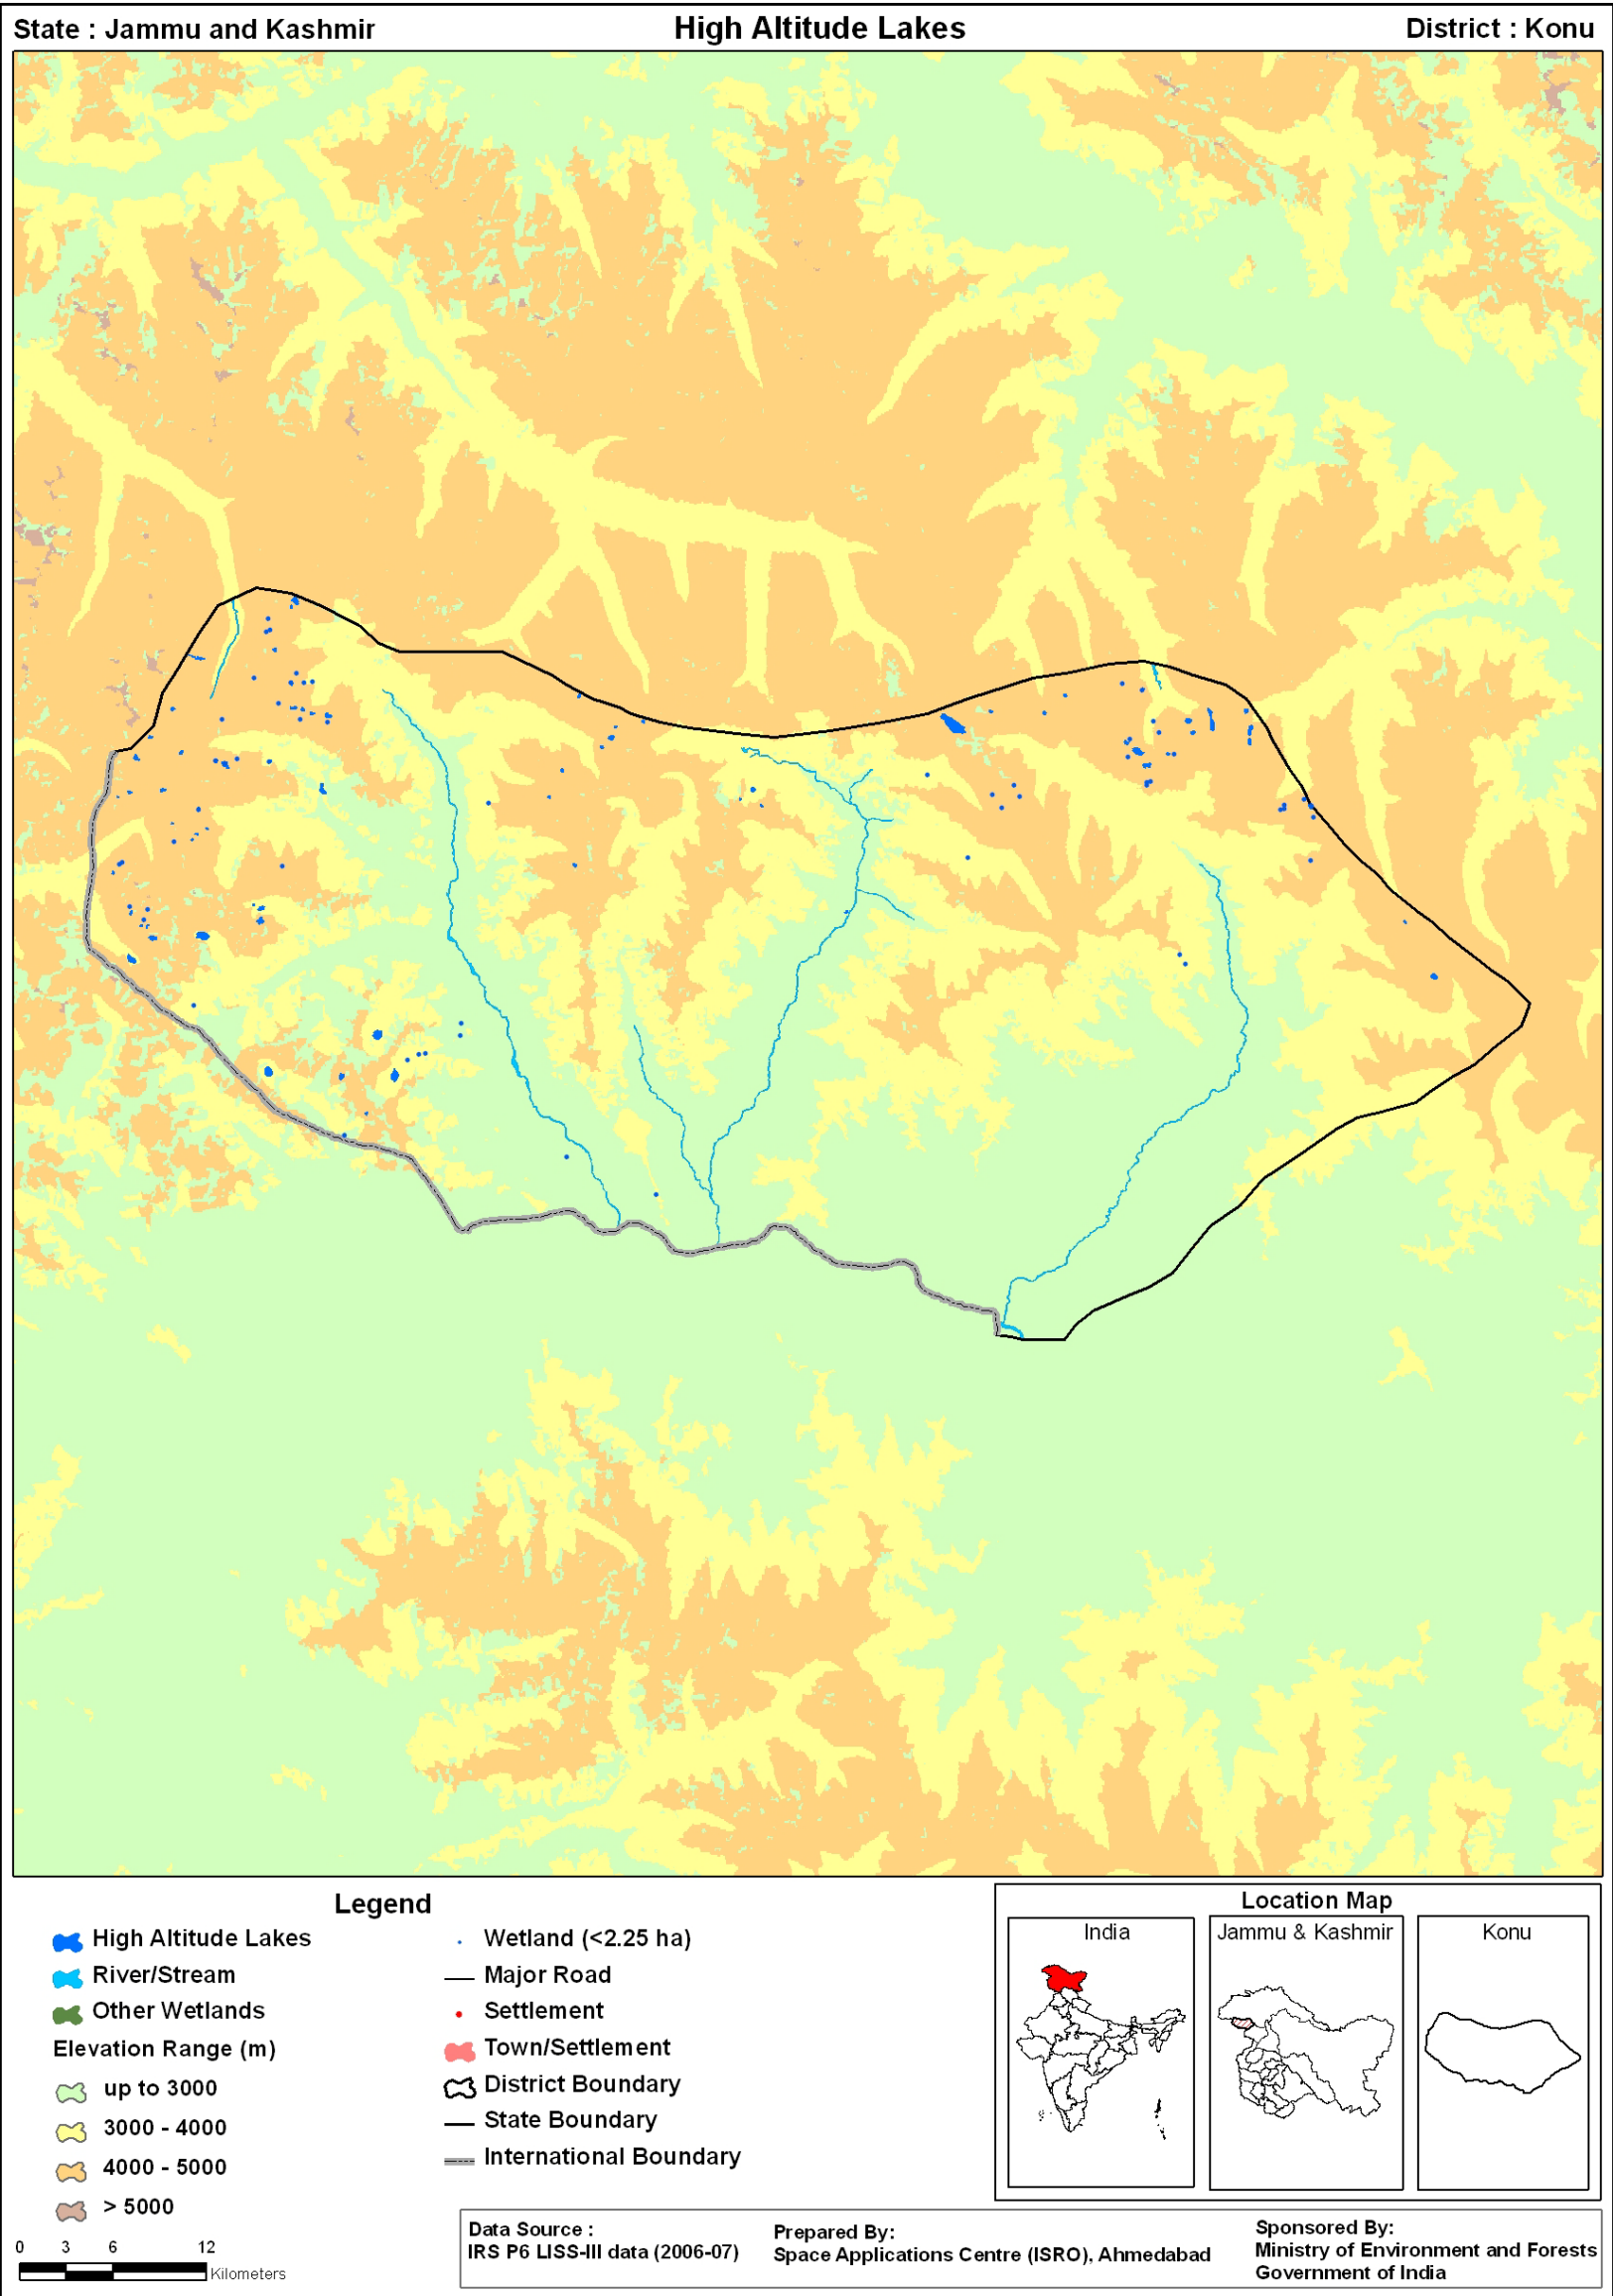 State : Jammu and Kashmir
High Altitude Lakes
District : Konu
Legend
High Altitude Lakes
River/Stream
Other Wetlands
Elevation Range (m)
up to 3000
3000 - 4000
4000 - 5000
> 5000
0 3 6 12
Kilometers
Wetland (<2.25 ha)
Major Road
Settlement
Town/Settlement
District Boundary
State Boundary
International Boundary
Location Map
India
Jammu & Kashmir
Konu
Data Source :
IRS P6 LISS-III data (2006-07)
Prepared By:
Space Applications Centre (ISRO), Ahmedabad
Sponsored By:
Ministry of Environment and Forests
Government of India